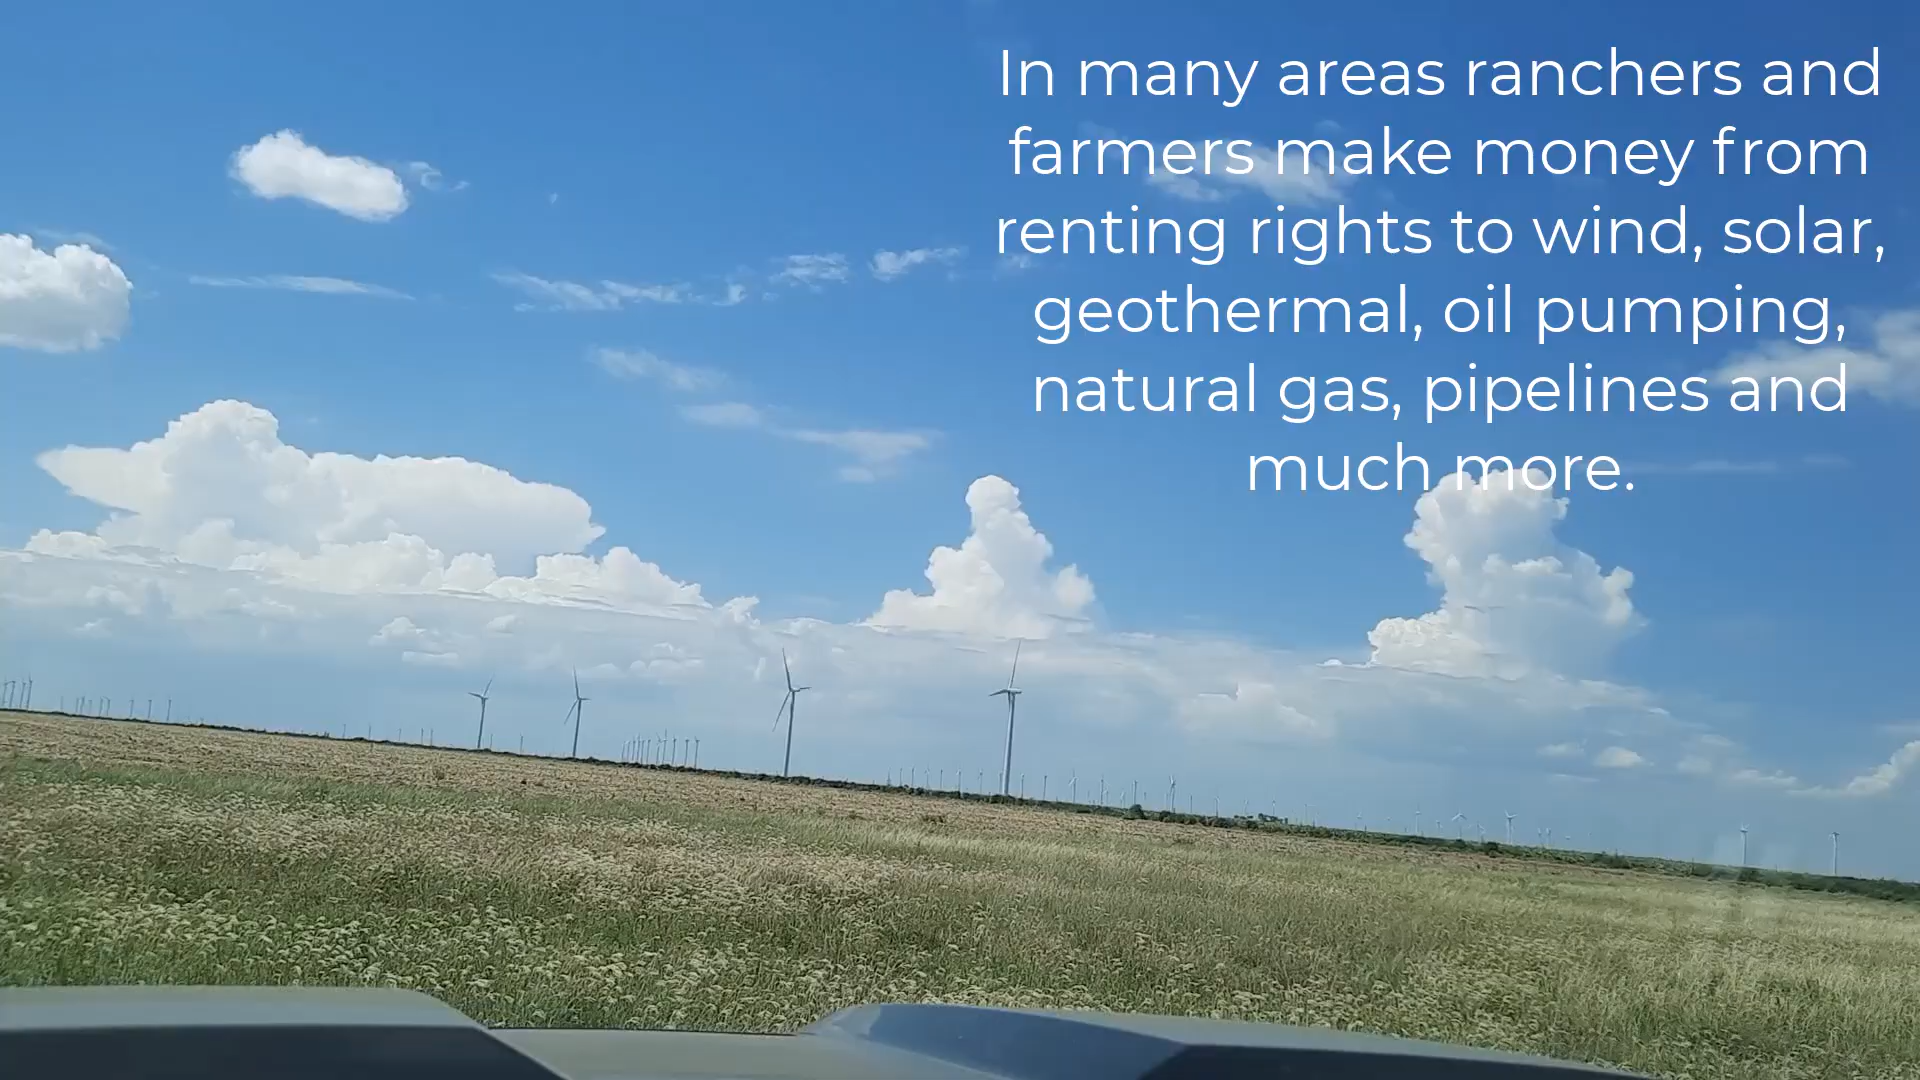 In many areas ranchers and
farmers make money from
renting rights to wind, solar,
geothermal, oil pumping,
natural gas, pipelines and
much more.